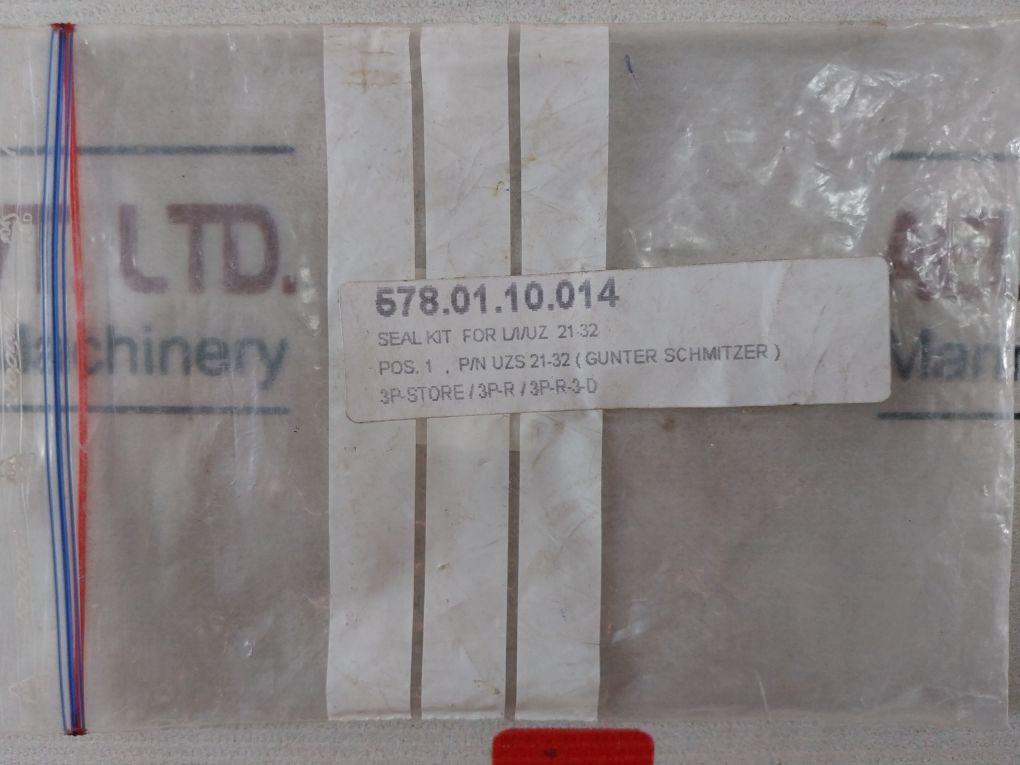 LTD.
Machinery
578.01.10.014
SEAL KIT FOR L/I/UZ 21-32
POS. 1 , P/N UZS 21-32 ( GUNTER SCHMITZER )
3P-STORE / 3P-R / 3P-R-3-D